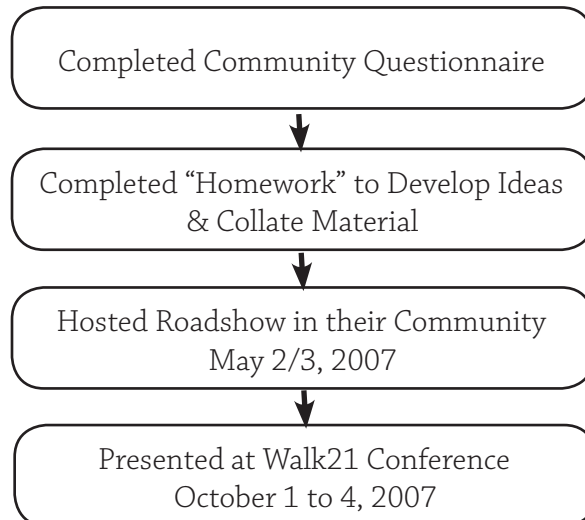 Completed Community Questionnaire
Completed “Homework” to Develop Ideas
& Collate Material
Hosted Roadshow in their Community
May 2/3, 2007
Presented at Walk21 Conference
October 1 to 4, 2007